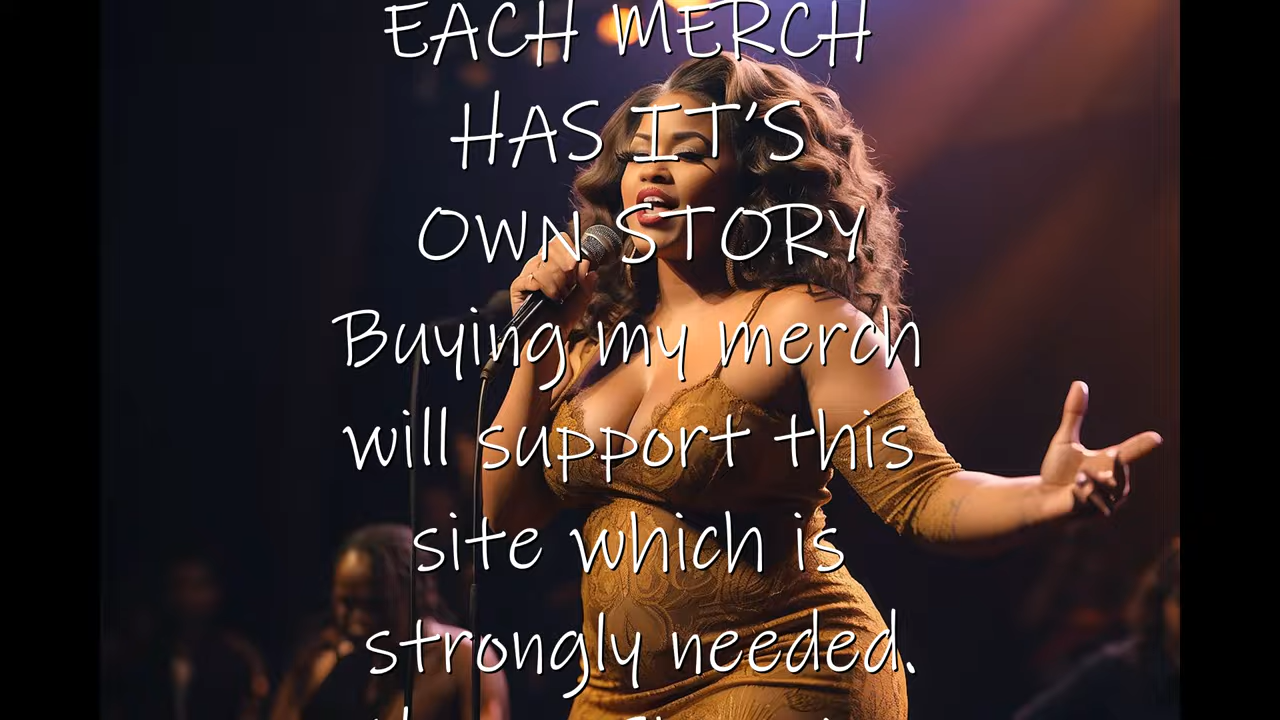 EACH MERCH
HAS IT'S
OWN STORY
Buying my merch
will support this
site which is
strongly needed.